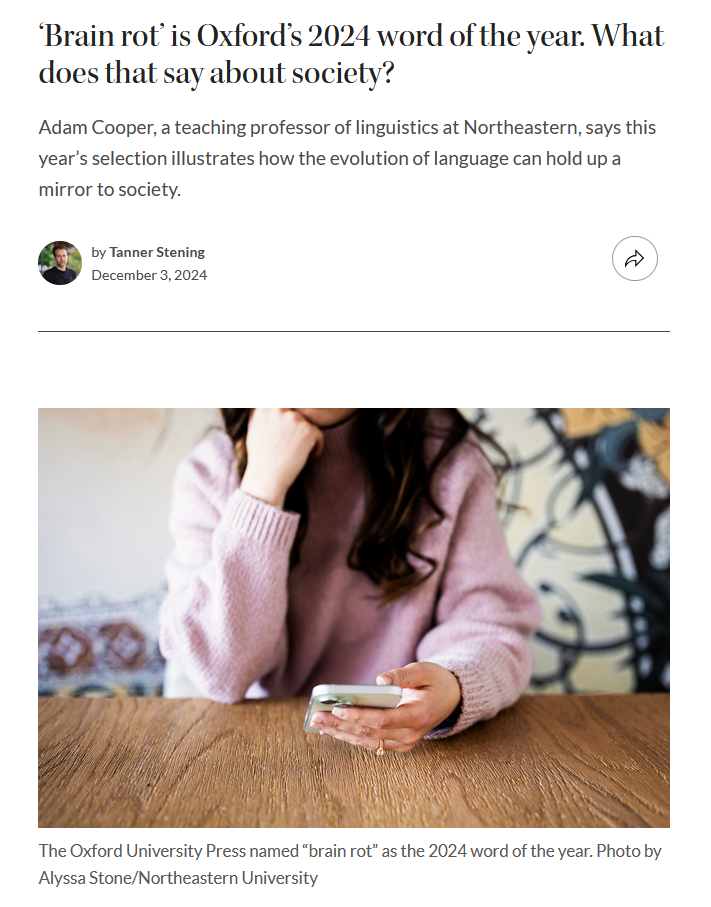 ‘Brain rot’ is Oxford’s 2024 word of the year. What
does that say about society?
Adam Cooper, a teaching professor of linguistics at Northeastern, says this
year’s selection illustrates how the evolution of language can hold up a
mirror to society.
by Tanner Stening
December 3, 2024
The Oxford University Press named “brain rot” as the 2024 word of the year. Photo by
Alyssa Stone/Northeastern University